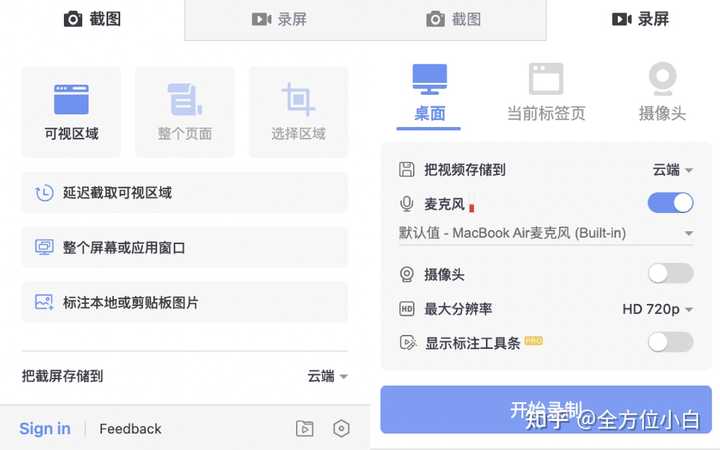 截图
录屏
可视区域
整个页面
选择区域
延迟截取可视区域
整个屏幕或应用窗口
标注本地或剪贴板图片
把截屏存储到
云端
Sign in
Feedback
截图
录屏
桌面
当前标签页
摄像头
把视频存储到
云端
麦克风
默认值 - MacBook Air麦克风 (Built-in)
摄像头
HD
最大分辨率
HD 720p
显示标注工具条
PRO
开始录制
知乎 @全方位小白